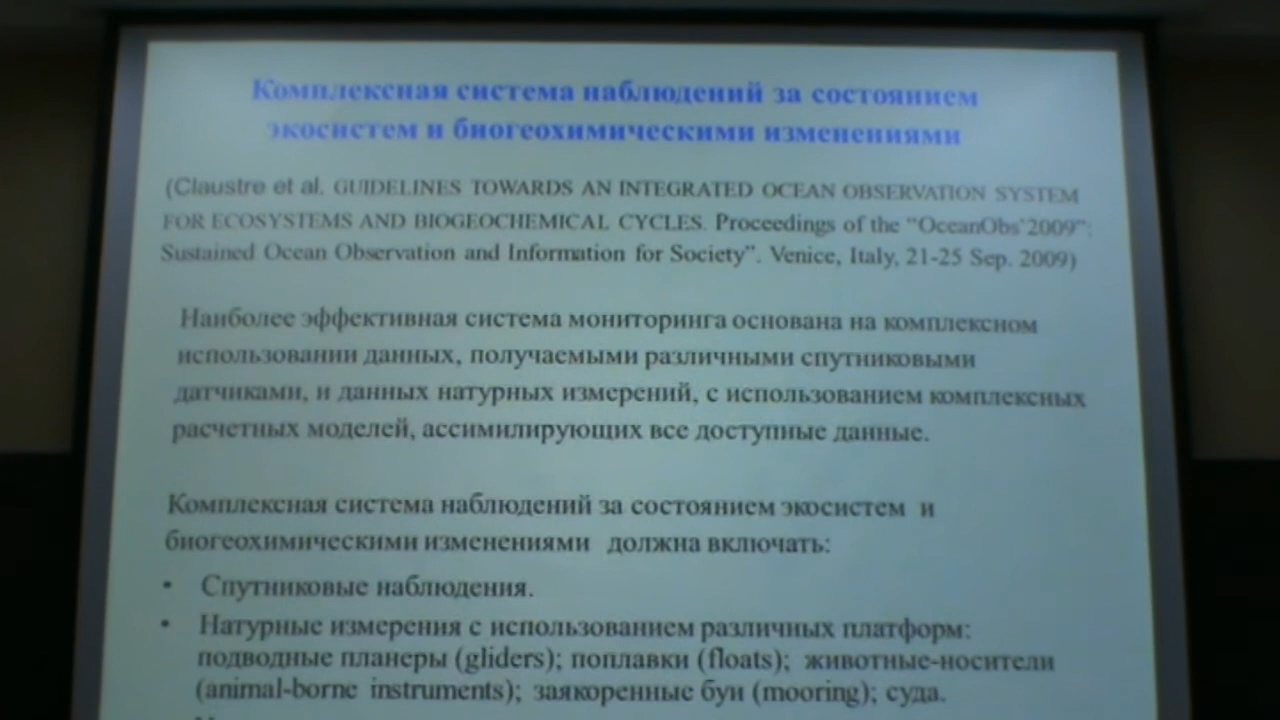 Комплексная система наблюдений за состоянием
экосистем и биогеохимическими изменениями
(Claustre et al. GUIDELINES TOWARDS AN INTEGRATED OCEAN OBSERVATION SYSTEM
FOR ECOSYSTEMS AND BIOGEOCHEMICAL CYCLES. Proceedings of the “OceanObs’2009”:
Sustained Ocean Observation and Information for Society”. Venice, Italy, 21-25 Sep. 2009)
Наиболее эффективная система мониторинга основана на комплексном
использовании данных, получаемыми различными спутниковыми
датчиками, и данных натурных измерений, с использованием комплексных
расчетных моделей, ассимилирующих все доступные данные.
Комплексная система наблюдений за состоянием экосистем и
биогеохимическими изменениями должна включать:
• Спутниковые наблюдения.
• Натурные измерения с использованием различных платформ:
подводные планеры (gliders); поплавки (floats); животные-носители
(animal-borne instruments); заякоренные буи (mooring); суда.